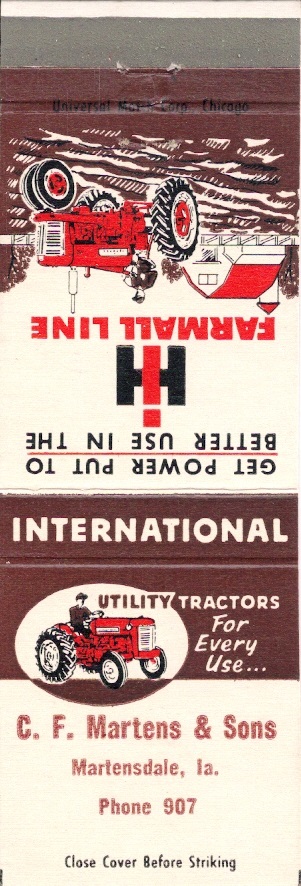 Universal Match Corp., Chicago
GET POWER PUT TO
BETTER USE IN THE
IH
FARMALL LINE
INTERNATIONAL
UTILITY TRACTORS
For
Every
Use...
C. F. Martens & Sons
Martensdale, Ia.
Phone 907
Close Cover Before Striking